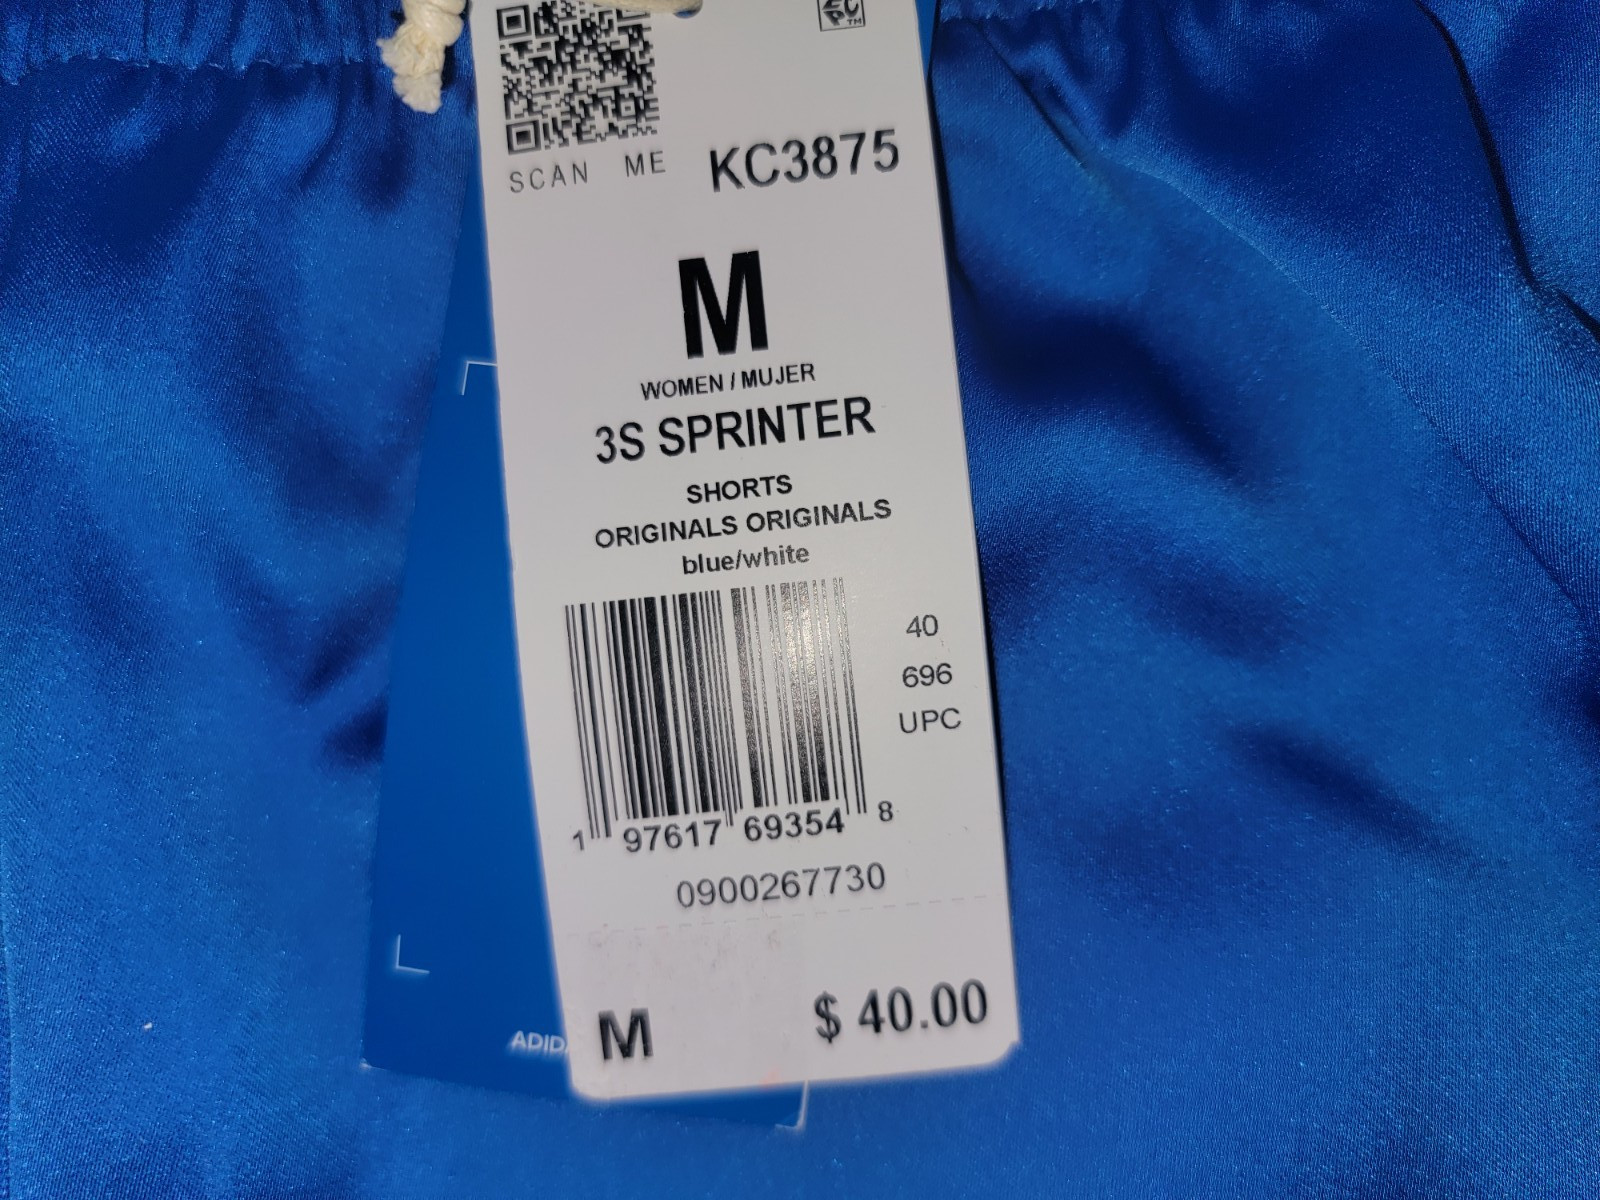 SCAN ME
KC3875
M
WOMEN / MUJER
3S SPRINTER
SHORTS
ORIGINALS ORIGINALS
blue/white
40
696
UPC
1 97617 69354 8
0900267730
M
$ 40.00
ADID